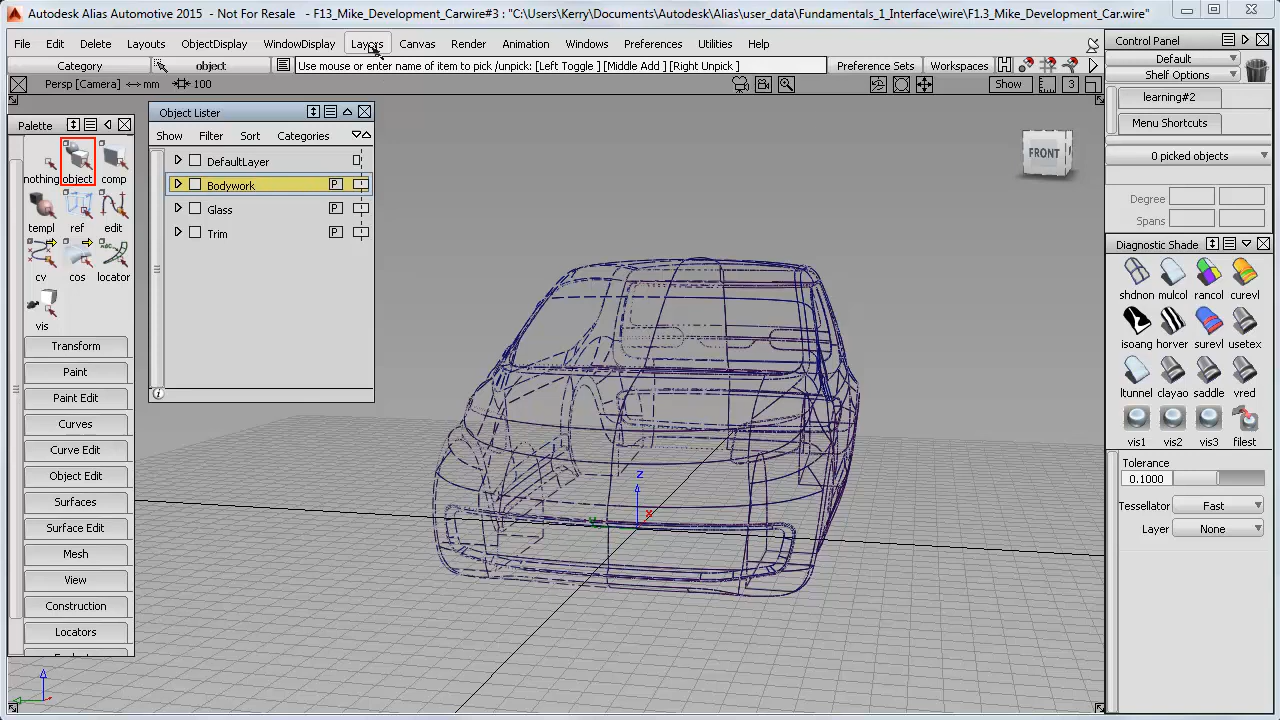 Autodesk Alias Automotive 2015 - Not For Resale - F13_Mike_Development_Carwire#3 : "C:\Users\Kerry\Documents\Autodesk\Alias\user_data\Fundamentals_1_Interface\wire\F1.3_Mike_Development_Car.wire"
File Edit Delete Layouts ObjectDisplay WindowDisplay Layers Canvas Render Animation Windows Preferences Utilities Help
Category object Use mouse or enter name of item to pick /unpick: [Left Toggle ] [Middle Add ] [Right Unpick ] Preference Sets Workspaces
Persp [Camera] mm 100 Show 3
Control Panel
Default
Shelf Options
learning#2
Menu Shortcuts
0 picked objects
Degree
Spans
Palette
nothing object comp
templ ref edit
cv cos locator
vis
Transform
Paint
Paint Edit
Curves
Curve Edit
Object Edit
Surfaces
Surface Edit
Mesh
View
Construction
Locators
Object Lister
Show Filter Sort Categories
DefaultLayer
Bodywork P
Glass P
Trim P
FRONT
z
x
y
Diagnostic Shade
shdnon mulcol rancol curevl
isoang horver surevl usetex
ltunnel clayao saddle vred
vis1 vis2 vis3 filest
Tolerance
0.1000
Tessellator Fast
Layer None